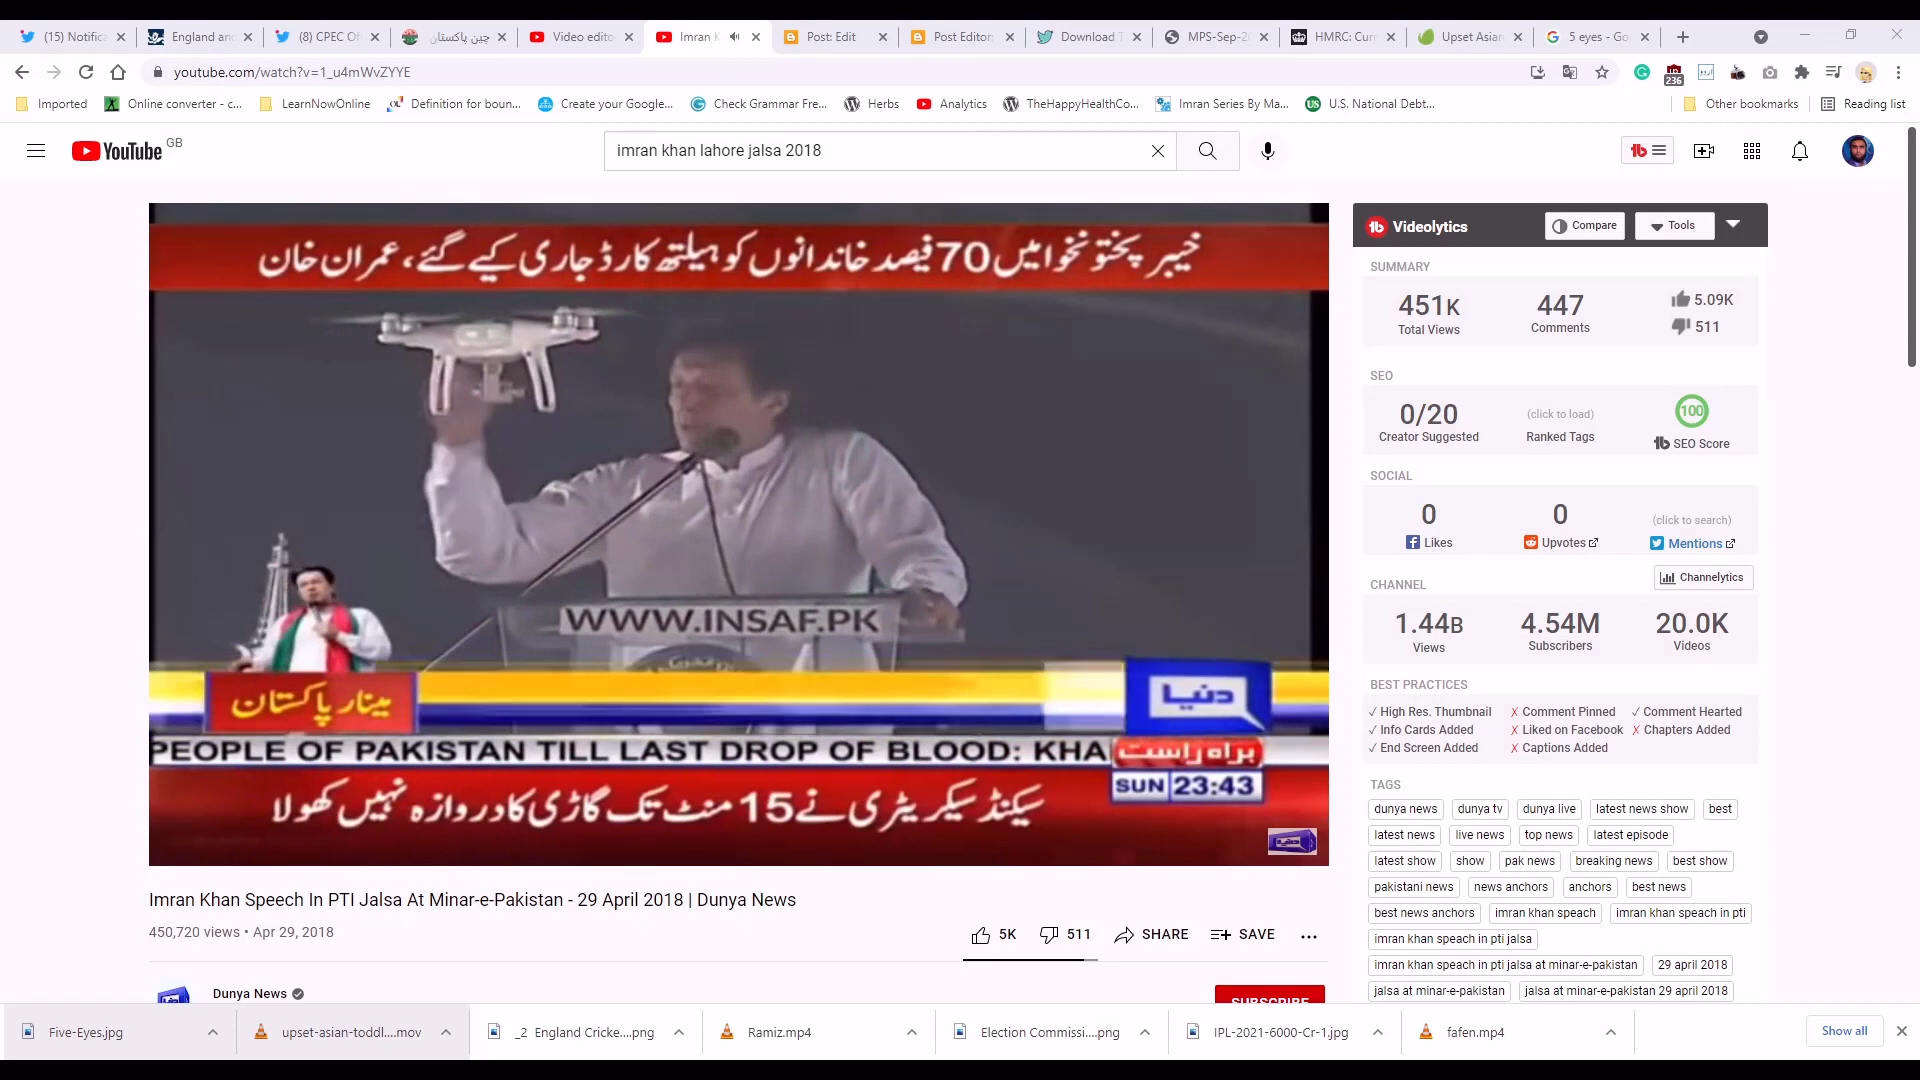 (15) Notifica
England and
(8) CPEC Of
چین پاکستان
Video edito
Imran K
Post: Edit
Post Editor
Download T
MPS-Sep-2
HMRC: Curr
Upset Asian
5 eyes - Go
youtube.com/watch?v=1_u4mWvZYYE
236
Imported
Online converter - c...
LearnNowOnline
Definition for boun...
Create your Google...
Check Grammar Fre...
Herbs
Analytics
TheHappyHealthCo...
Imran Series By Ma...
U.S. National Debt...
Other bookmarks
Reading list
YouTube GB
imran khan lahore jalsa 2018
خیبر پختونخوا میں 70 فیصد خاندانوں کو ہیلتھ کارڈ جاری کیے گئے، عمران خان
WWW.INSAF.PK
مینار پاکستان
دنیا
PEOPLE OF PAKISTAN TILL LAST DROP OF BLOOD: KHA
براہ راست
SUN 23:43
سیکنڈ سیکریٹری نے 15 منٹ تک گاڑی کا دروازہ نہیں کھولا
Imran Khan Speech In PTI Jalsa At Minar-e-Pakistan - 29 April 2018 | Dunya News
450,720 views • Apr 29, 2018
5K
511
SHARE
SAVE
Dunya News
SUBSCRIBE
Videolytics
Compare
Tools
SUMMARY
451K
447
5.09K
Total Views
Comments
511
SEO
0/20
(click to load)
100
Creator Suggested
Ranked Tags
SEO Score
SOCIAL
0
0
(click to search)
Likes
Upvotes
Mentions
CHANNEL
Channelytics
1.44B
4.54M
20.0K
Views
Subscribers
Videos
BEST PRACTICES
✓ High Res. Thumbnail
✗ Comment Pinned
✓ Comment Hearted
✓ Info Cards Added
✗ Liked on Facebook
✗ Chapters Added
✓ End Screen Added
✗ Captions Added
TAGS
dunya news
dunya tv
dunya live
latest news show
best
latest news
live news
top news
latest episode
latest show
show
pak news
breaking news
best show
pakistani news
news anchors
anchors
best news
best news anchors
imran khan speach
imran khan speach in pti
imran khan speach in pti jalsa
imran khan speach in pti jalsa at minar-e-pakistan
29 april 2018
jalsa at minar-e-pakistan
jalsa at minar-e-pakistan 29 april 2018
Five-Eyes.jpg
upset-asian-toddl....mov
_2 England Cricke....png
Ramiz.mp4
Election Commissi....png
IPL-2021-6000-Cr-1.jpg
fafen.mp4
Show all